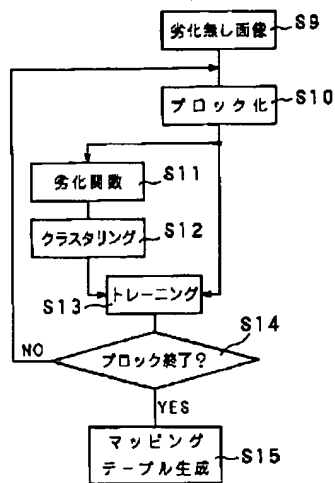 劣化無し画像
S9
ブロック化
S10
劣化関数
S11
クラスタリング
S12
トレーニング
S13
ブロック終了?
S14
NO
YES
マッピング
テーブル生成
S15